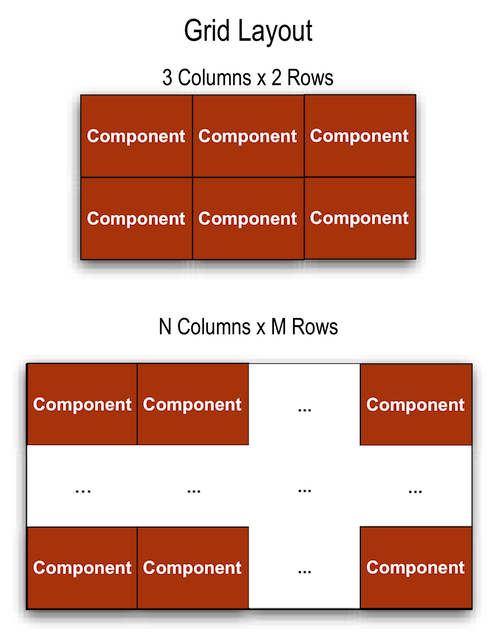 Grid Layout
3 Columns x 2 Rows
Component Component Component
Component Component Component
N Columns x M Rows
Component Component ... Component
... ... ... ...
Component Component ... Component